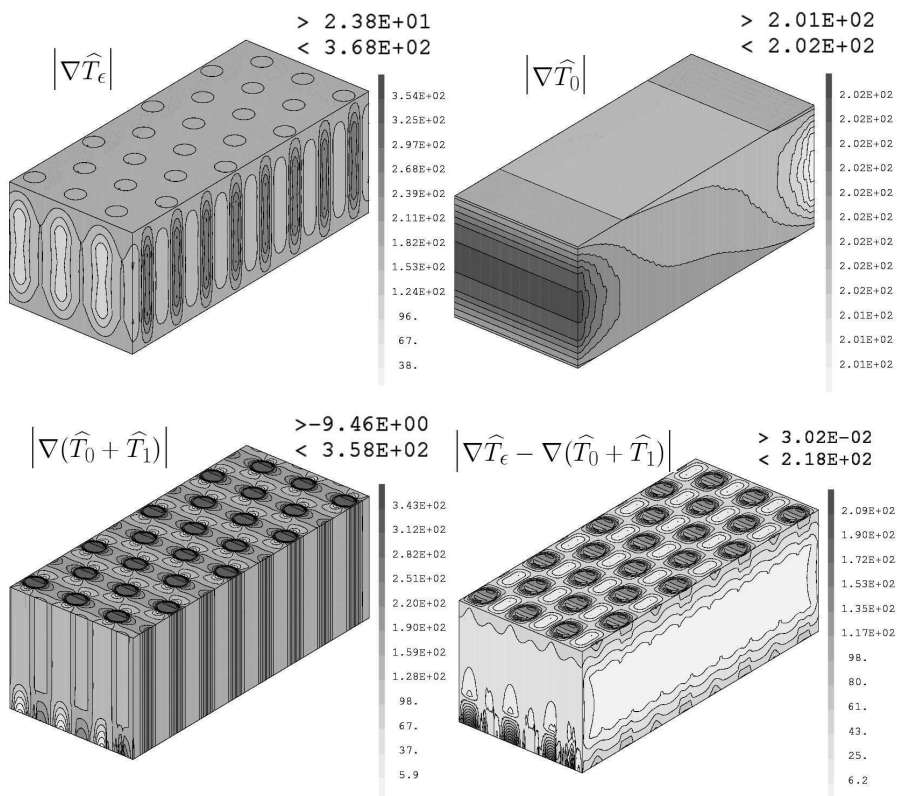 |∇T̂ϵ|
> 2.38E+01
< 3.68E+02
3.54E+02
3.25E+02
2.97E+02
2.68E+02
2.39E+02
2.11E+02
1.82E+02
1.53E+02
1.24E+02
96.
67.
38.
|∇T̂0|
> 2.01E+02
< 2.02E+02
2.02E+02
2.02E+02
2.02E+02
2.02E+02
2.02E+02
2.02E+02
2.02E+02
2.02E+02
2.02E+02
2.01E+02
2.01E+02
2.01E+02
|∇(T̂0 + T̂1)|
>-9.46E+00
< 3.58E+02
3.43E+02
3.12E+02
2.82E+02
2.51E+02
2.20E+02
1.90E+02
1.59E+02
1.28E+02
98.
67.
37.
5.9
|∇T̂ϵ − ∇(T̂0 + T̂1)|
> 3.02E-02
< 2.18E+02
2.09E+02
1.90E+02
1.72E+02
1.53E+02
1.35E+02
1.17E+02
98.
80.
61.
43.
25.
6.2